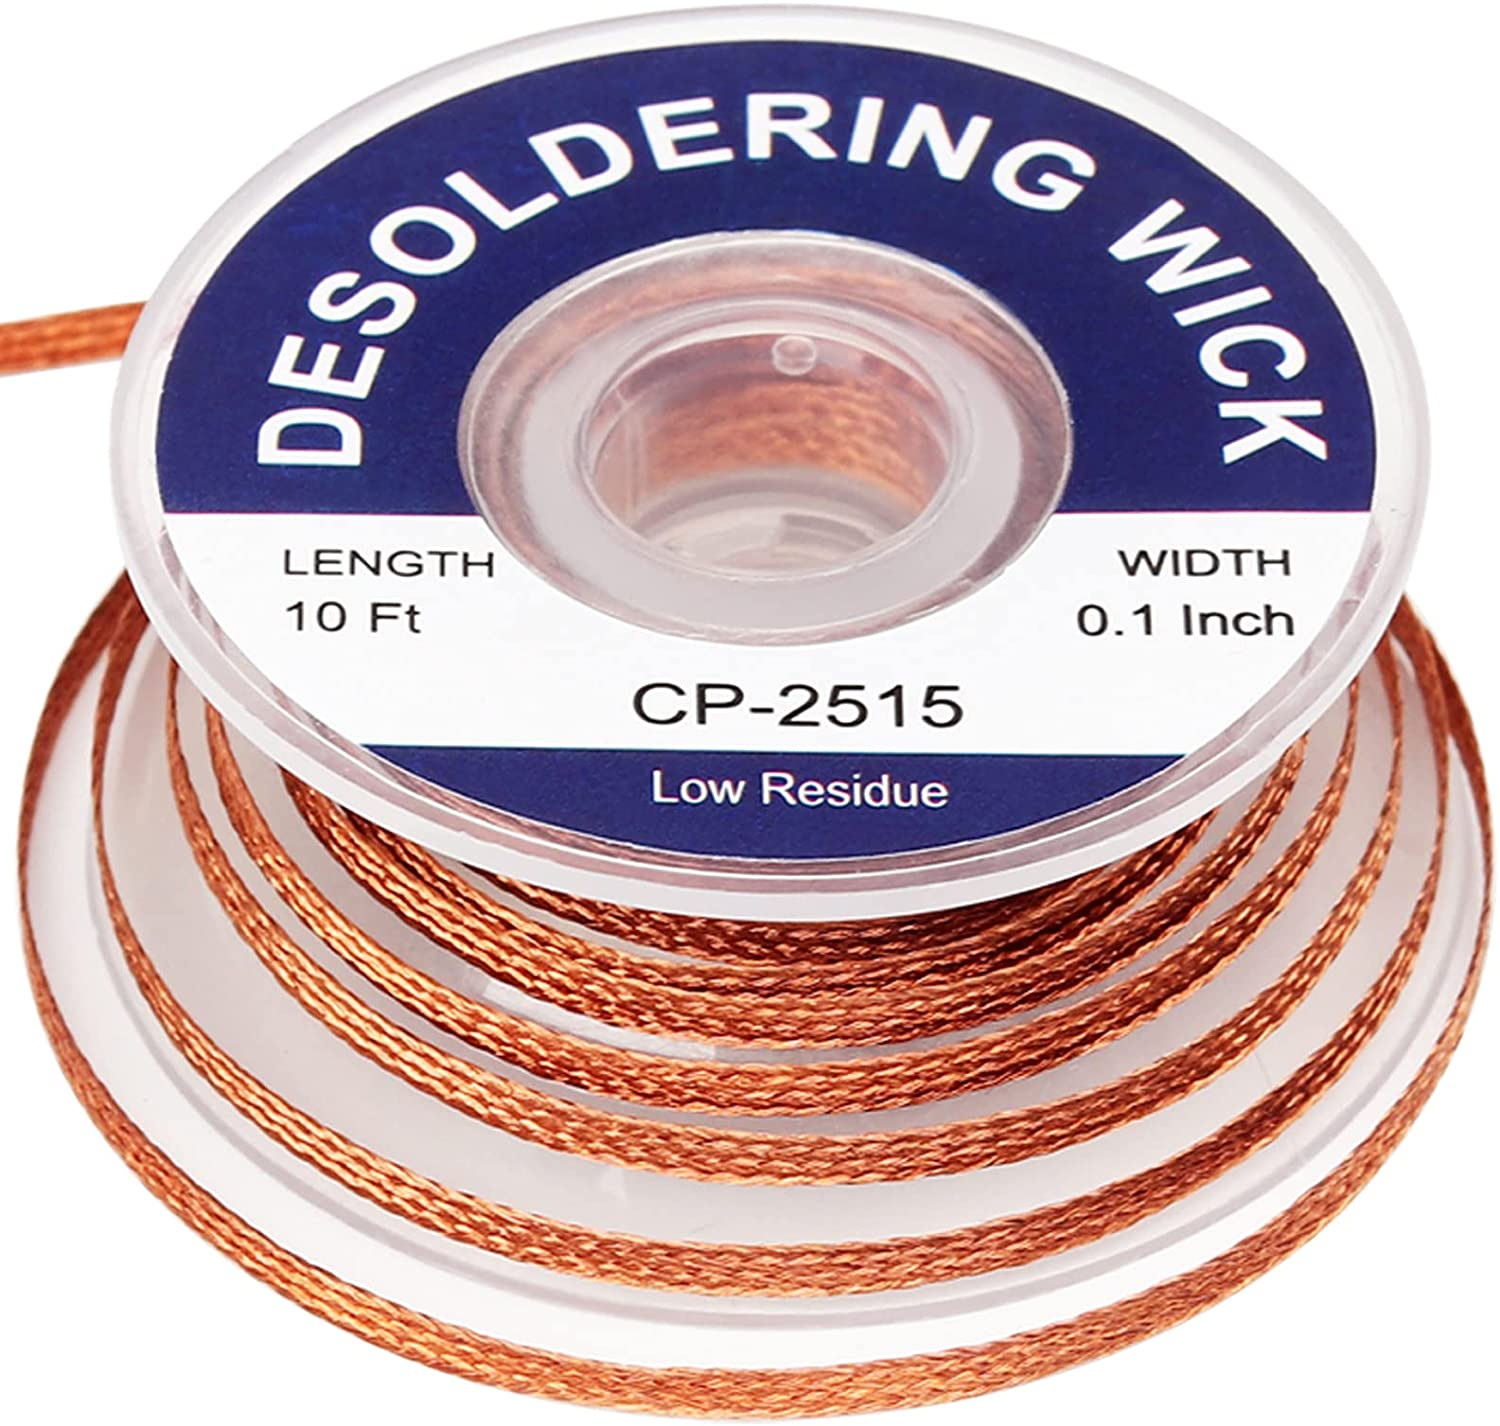 DESOLDERING WICK
LENGTH
10 Ft
WIDTH
0.1 Inch
CP-2515
Low Residue